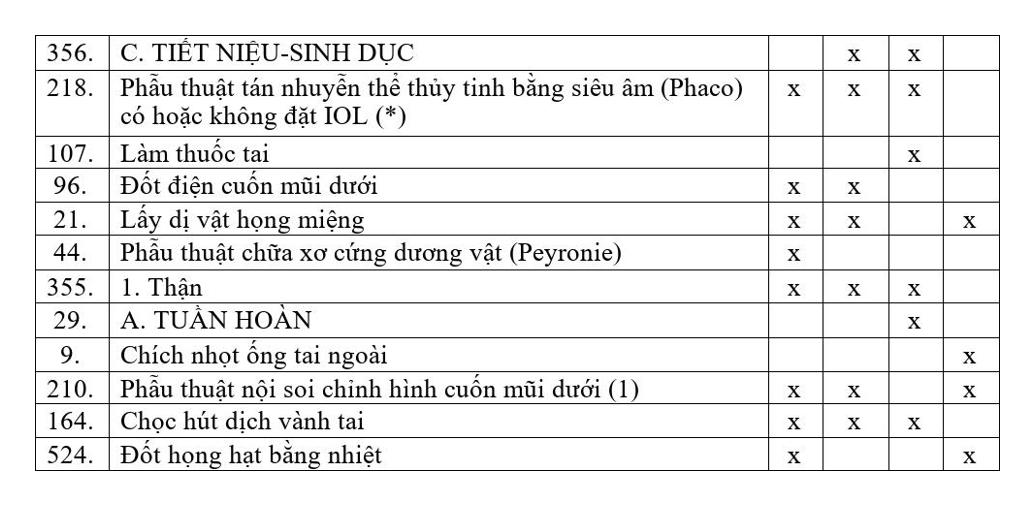 356. C. TIẾT NIỆU-SINH DỤC x x
218. Phẫu thuật tán nhuyễn thể thủy tinh bằng siêu âm (Phaco) x x x
có hoặc không đặt IOL (*)
107. Làm thuốc tai x
96. Đốt điện cuốn mũi dưới x x
21. Lấy dị vật họng miệng x x x
44. Phẫu thuật chữa xơ cứng dương vật (Peyronie) x
355. 1. Thận x x x
29. A. TUẦN HOÀN x
9. Chích nhọt ống tai ngoài x
210. Phẫu thuật nội soi chỉnh hình cuốn mũi dưới (1) x x x
164. Chọc hút dịch vành tai x x x
524. Đốt họng hạt bằng nhiệt x x